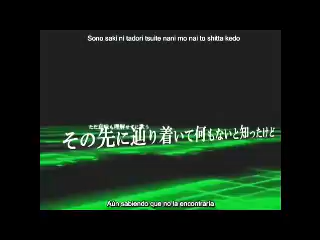 Sono saki ni tadori tsuite nani mo nai to shitta kedo
その先に辿り着いて何もないと知ったけど
Aún sabiendo que no la encontraría